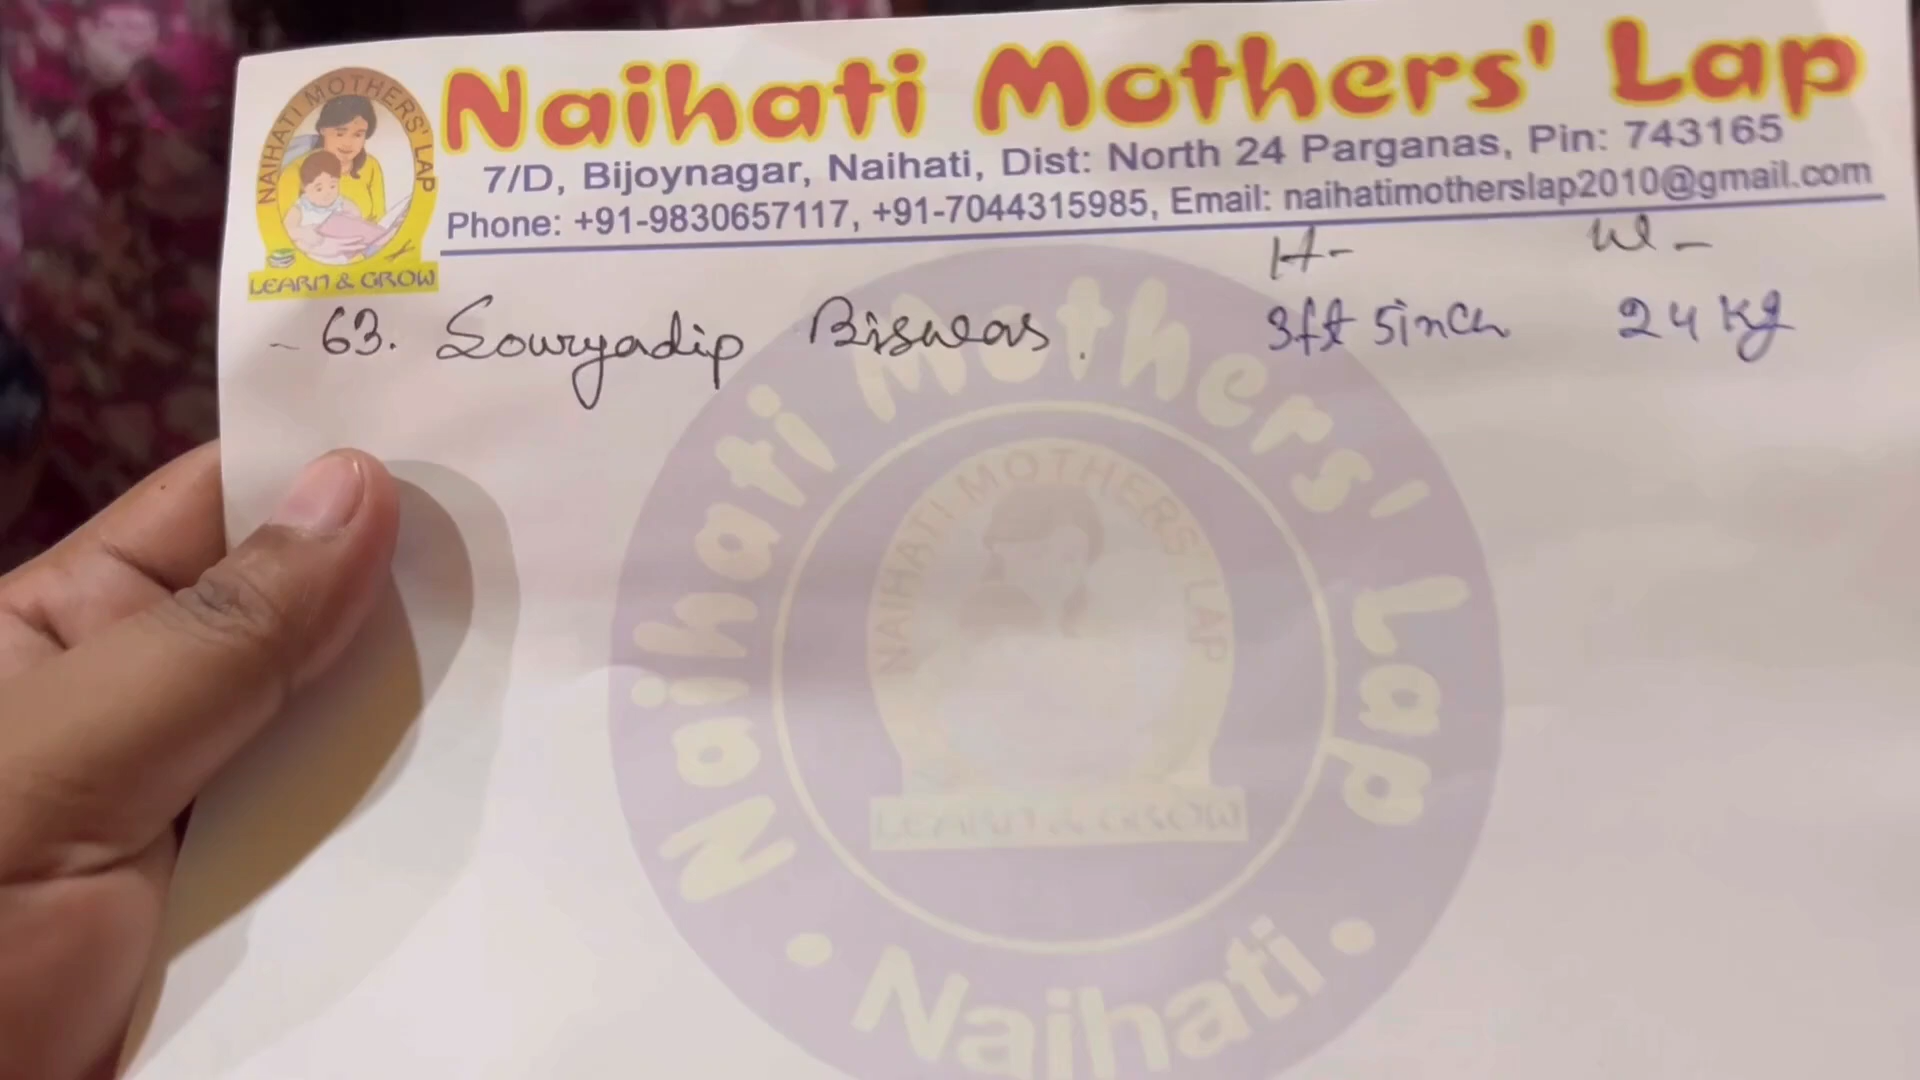 NAIHATI MOTHERS' LAP
LEARN & GROW
Naihati Mothers' Lap
7/D, Bijoynagar, Naihati, Dist: North 24 Parganas, Pin: 743165
Phone: +91-9830657117, +91-7044315985, Email: naihatimotherslap2010@gmail.com
H- W-
- 63. Souryadip Biswas. 3ft 5inch 24 Kg
Naihati Mothers' Lap
NAIHATI MOTHERS' LAP
LEARN & GROW
• Naihati •